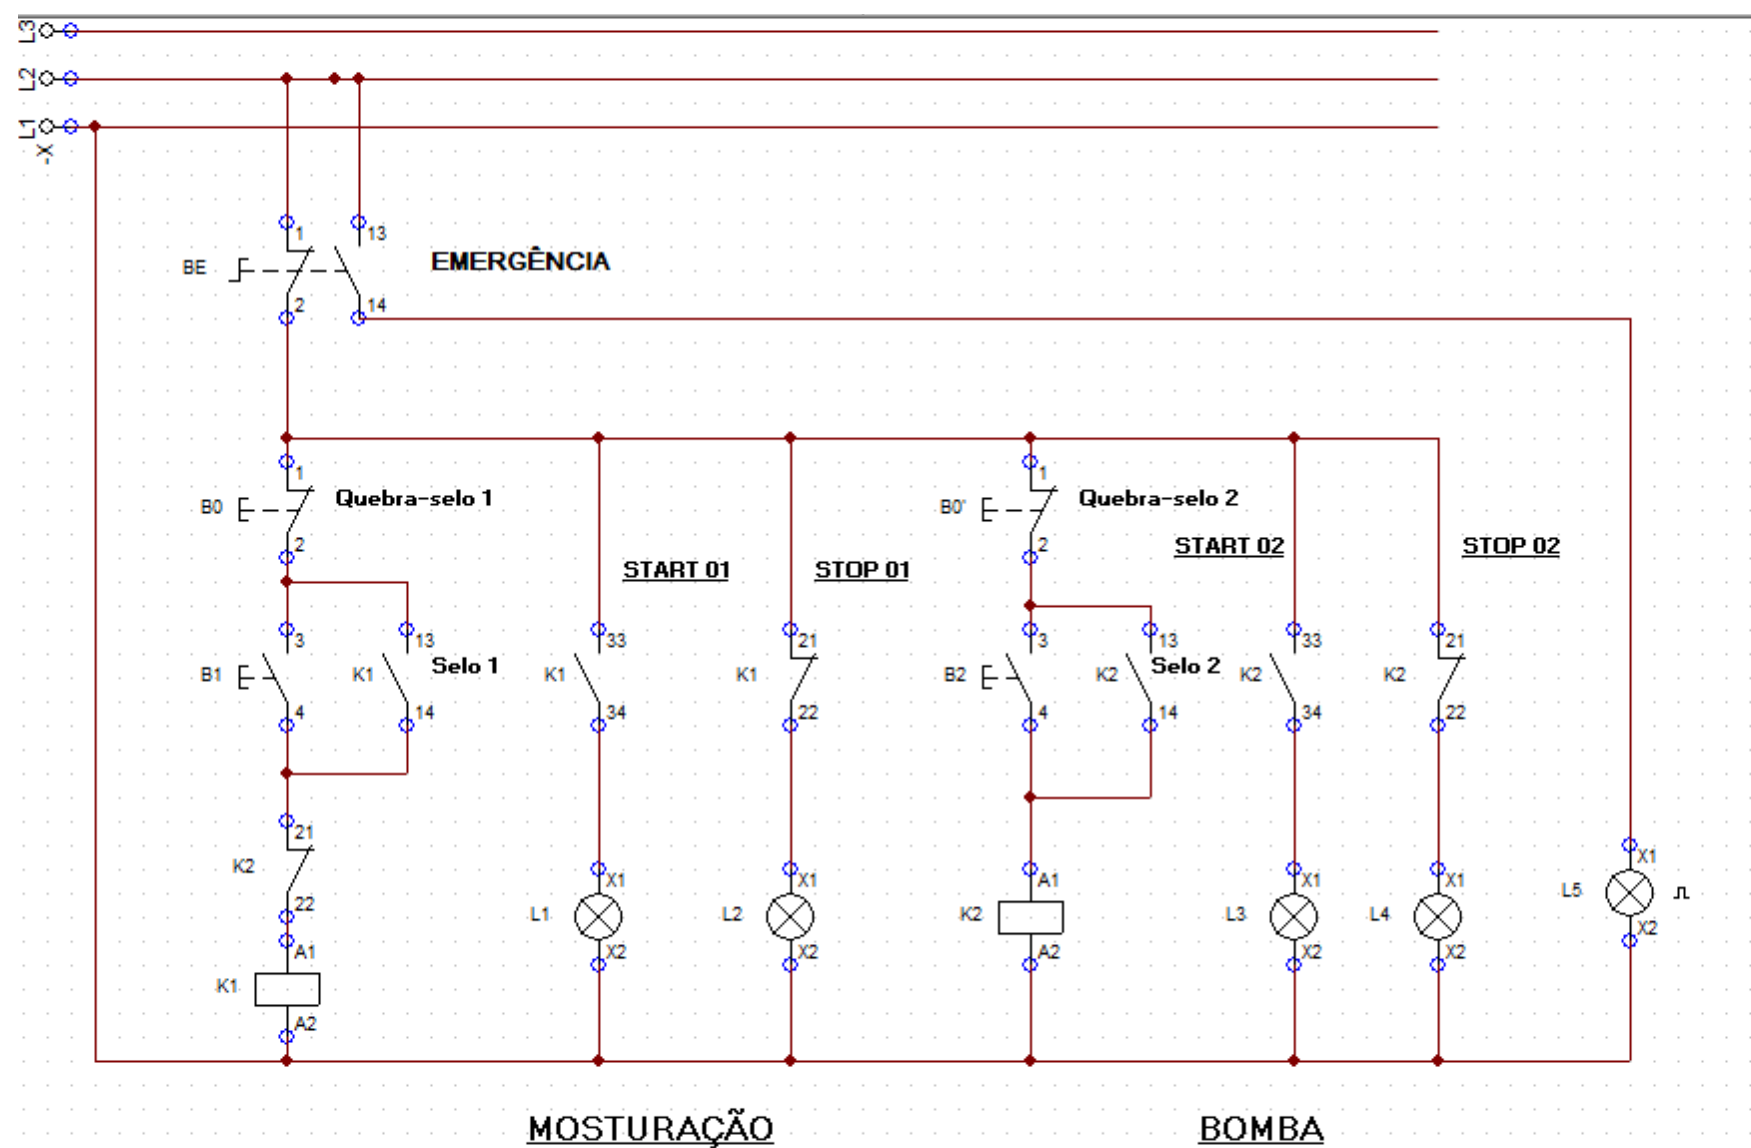 L3
L2
L1
-X
1
13
BE
EMERGÊNCIA
2
14
1
B0
Quebra-selo 1
2
1
B0'
Quebra-selo 2
2
START 01
STOP 01
START 02
STOP 02
3
13
33
21
3
13
33
21
B1
K1
Selo 1
K1
K1
B2
K2
Selo 2
K2
K2
4
14
34
22
4
14
34
22
21
K2
22
X1
X1
A1
X1
X1
X1
L1
L2
K2
L3
L4
L5
X2
X2
A2
X2
X2
X2
A1
K1
A2
MOSTURAÇÃO
BOMBA